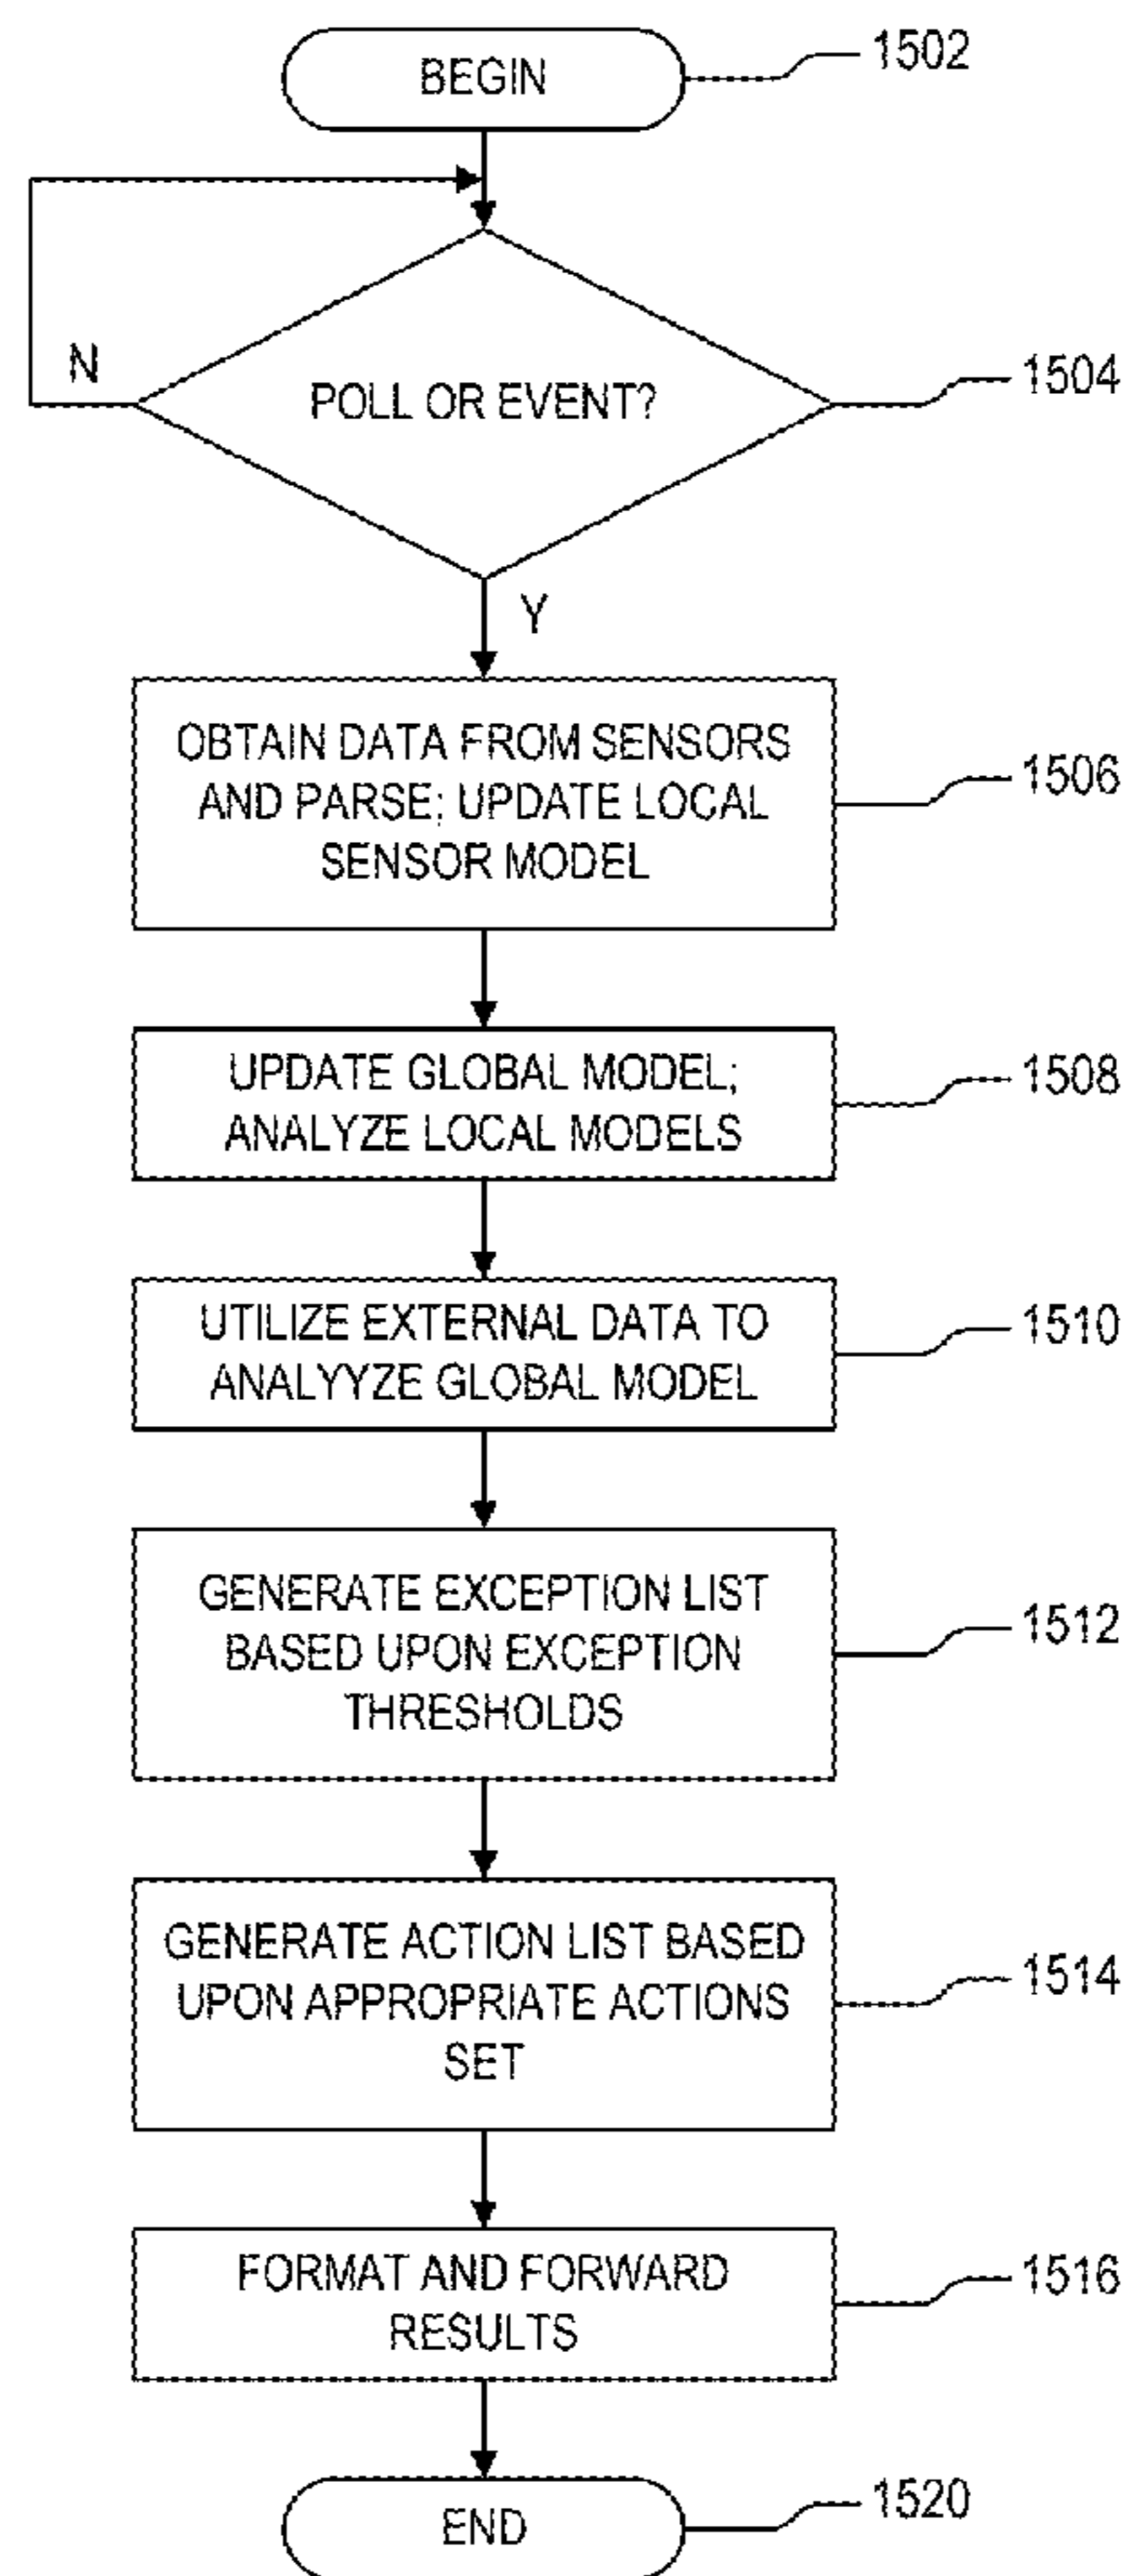 BEGIN
1502
N
POLL OR EVENT?
1504
Y
OBTAIN DATA FROM SENSORS
AND PARSE; UPDATE LOCAL
SENSOR MODEL
1506
UPDATE GLOBAL MODEL;
ANALYZE LOCAL MODELS
1508
UTILIZE EXTERNAL DATA TO
ANALYYZE GLOBAL MODEL
1510
GENERATE EXCEPTION LIST
BASED UPON EXCEPTION
THRESHOLDS
1512
GENERATE ACTION LIST BASED
UPON APPROPRIATE ACTIONS
SET
1514
FORMAT AND FORWARD
RESULTS
1516
END
1520